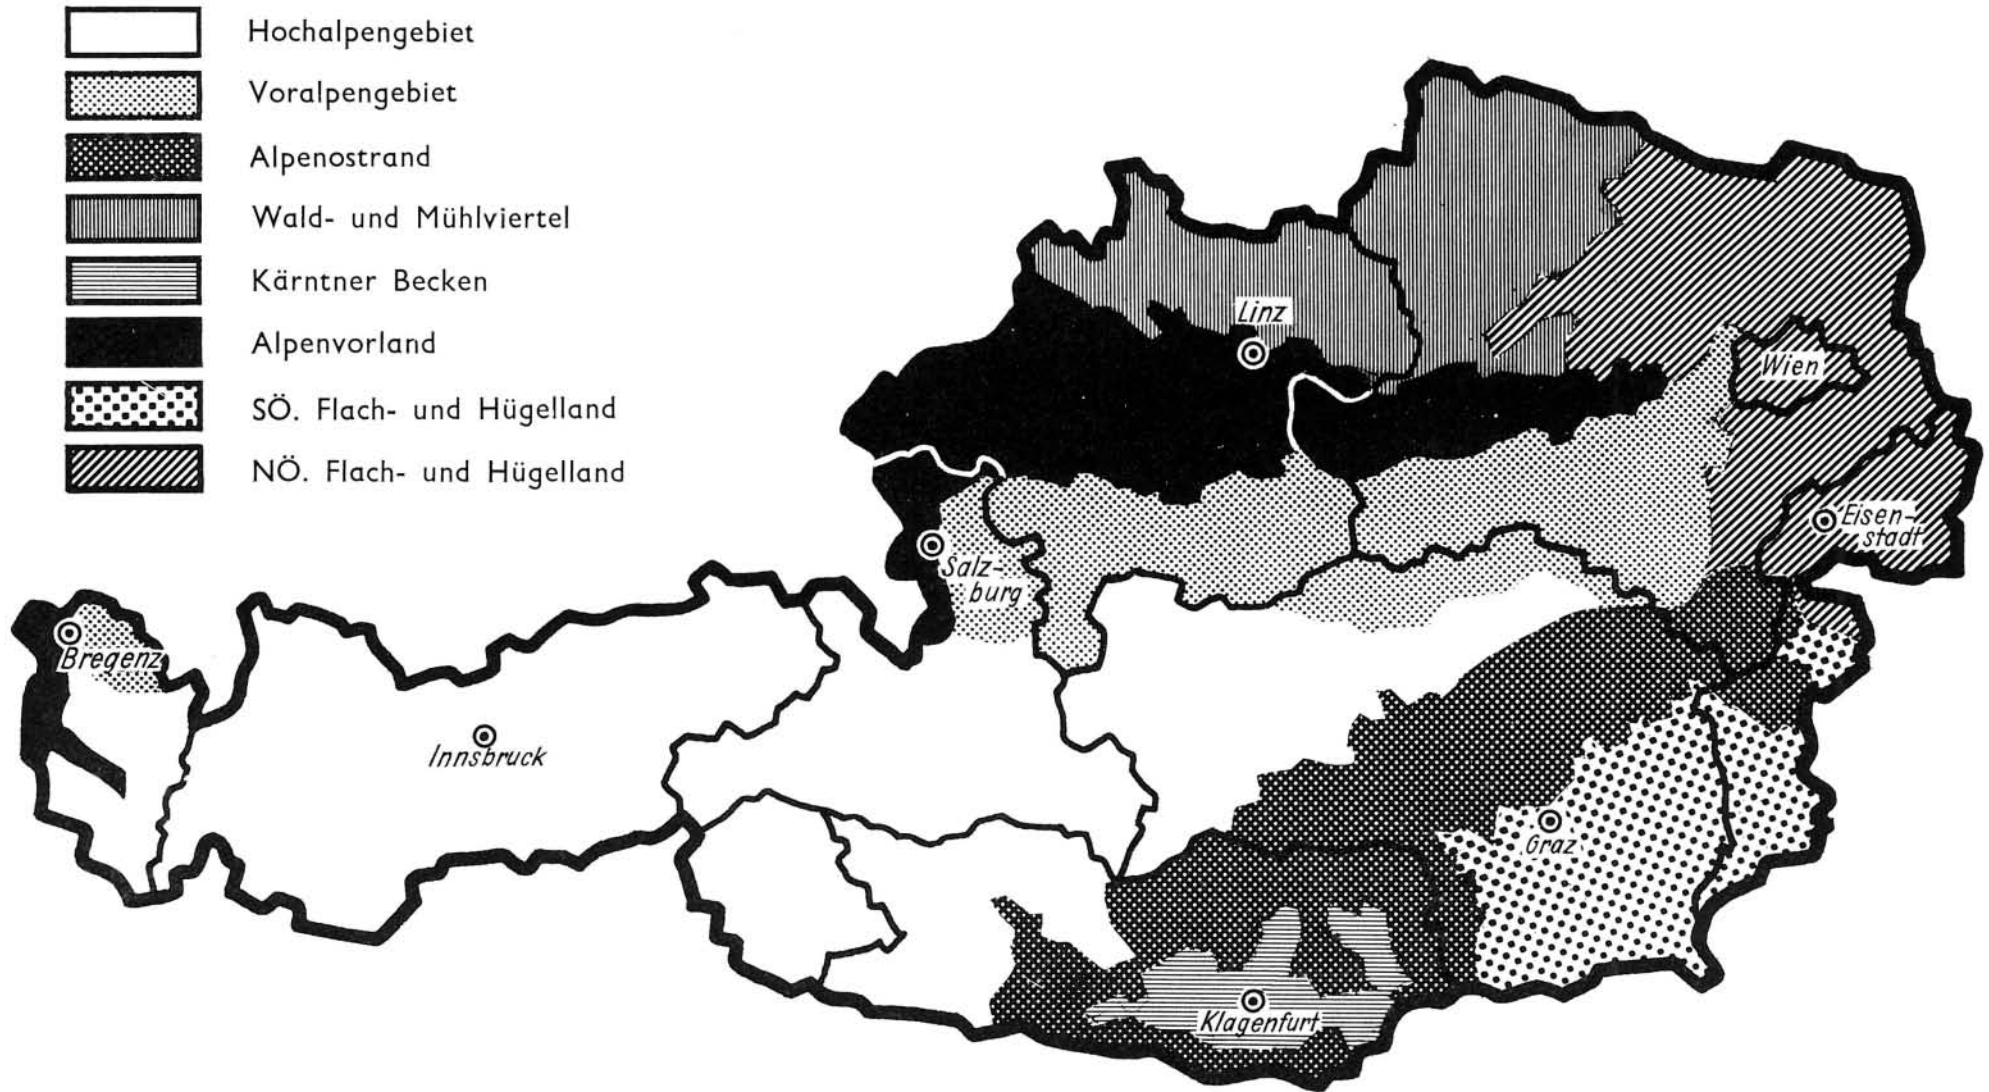 Hochalpengebiet
Voralpengebiet
Alpenostrand
Wald- und Mühlviertel
Kärntner Becken
Alpenvorland
SÖ. Flach- und Hügelland
NÖ. Flach- und Hügelland
Linz
Wien
Eisen-
stadt
Salz-
burg
Bregenz
Innsbruck
Graz
Klagenfurt